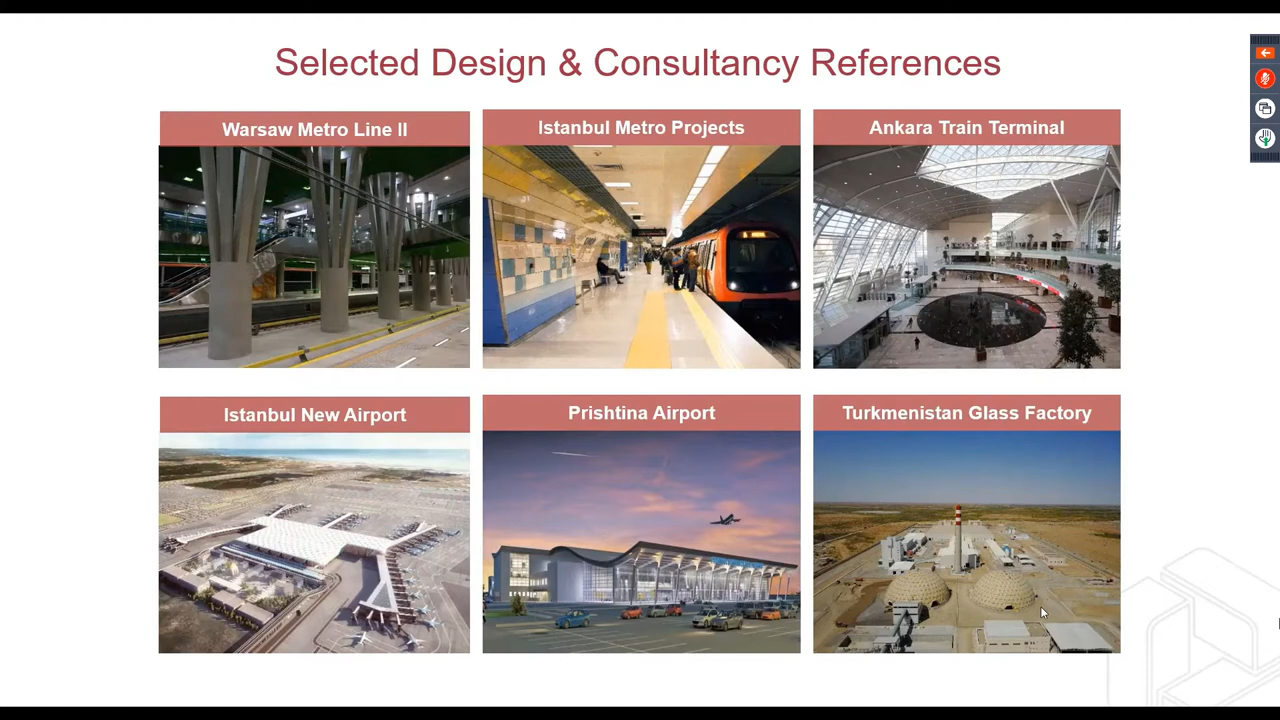 Selected Design & Consultancy References
Warsaw Metro Line II
Istanbul Metro Projects
Ankara Train Terminal
Istanbul New Airport
Prishtina Airport
Turkmenistan Glass Factory